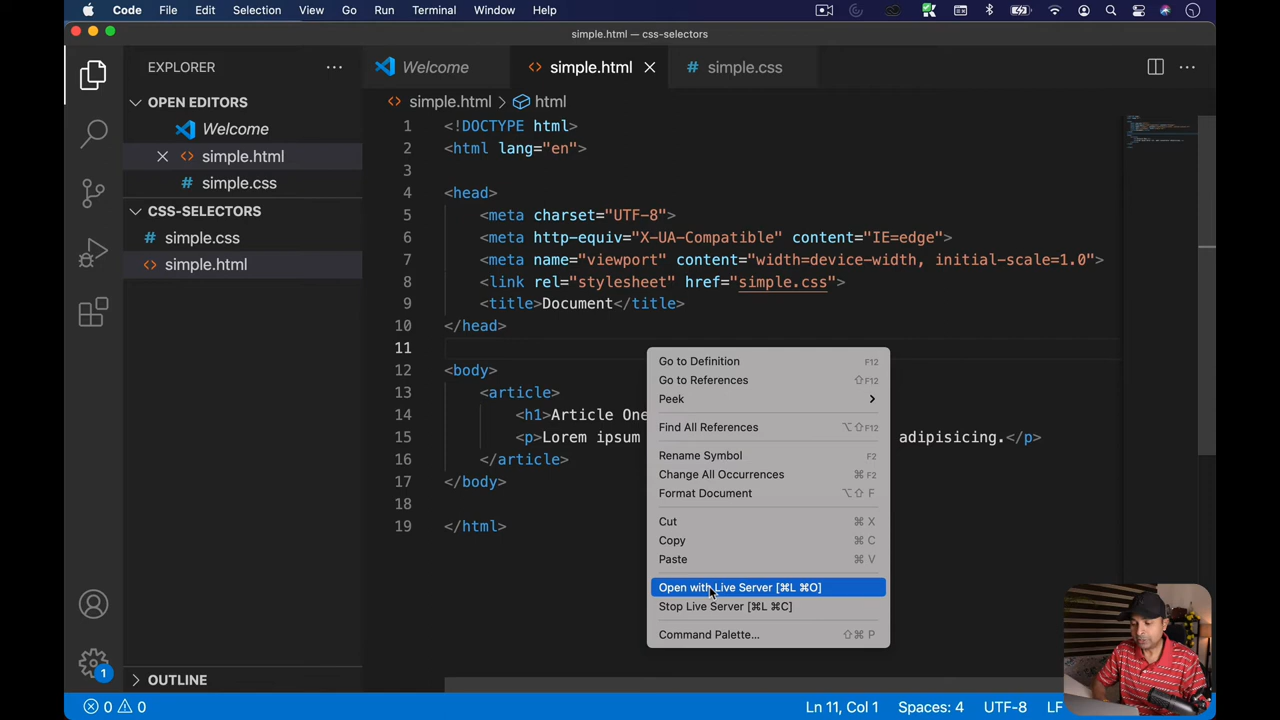 Code File Edit Selection View Go Run Terminal Window Help
simple.html — css-selectors
EXPLORER
Welcome
simple.html
simple.css
OPEN EDITORS
Welcome
simple.html
simple.css
CSS-SELECTORS
simple.css
simple.html
OUTLINE
1
simple.html > html
1 <!DOCTYPE html>
2 <html lang="en">
3
4 <head>
5 <meta charset="UTF-8">
6 <meta http-equiv="X-UA-Compatible" content="IE=edge">
7 <meta name="viewport" content="width=device-width, initial-scale=1.0">
8 <link rel="stylesheet" href="simple.css">
9 <title>Document</title>
10 </head>
11
12 <body>
13 <article>
14 <h1>Article One
15 <p>Lorem ipsum adipisicing.</p>
16 </article>
17 </body>
18
19 </html>
Go to Definition F12
Go to References ⇧F12
Peek
Find All References ⌥⇧F12
Rename Symbol F2
Change All Occurrences ⌘F2
Format Document ⌥⇧F
Cut ⌘X
Copy ⌘C
Paste ⌘V
Open with Live Server [⌘L ⌘O]
Stop Live Server [⌘L ⌘C]
Command Palette... ⇧⌘P
0 0 Ln 11, Col 1 Spaces: 4 UTF-8 LF